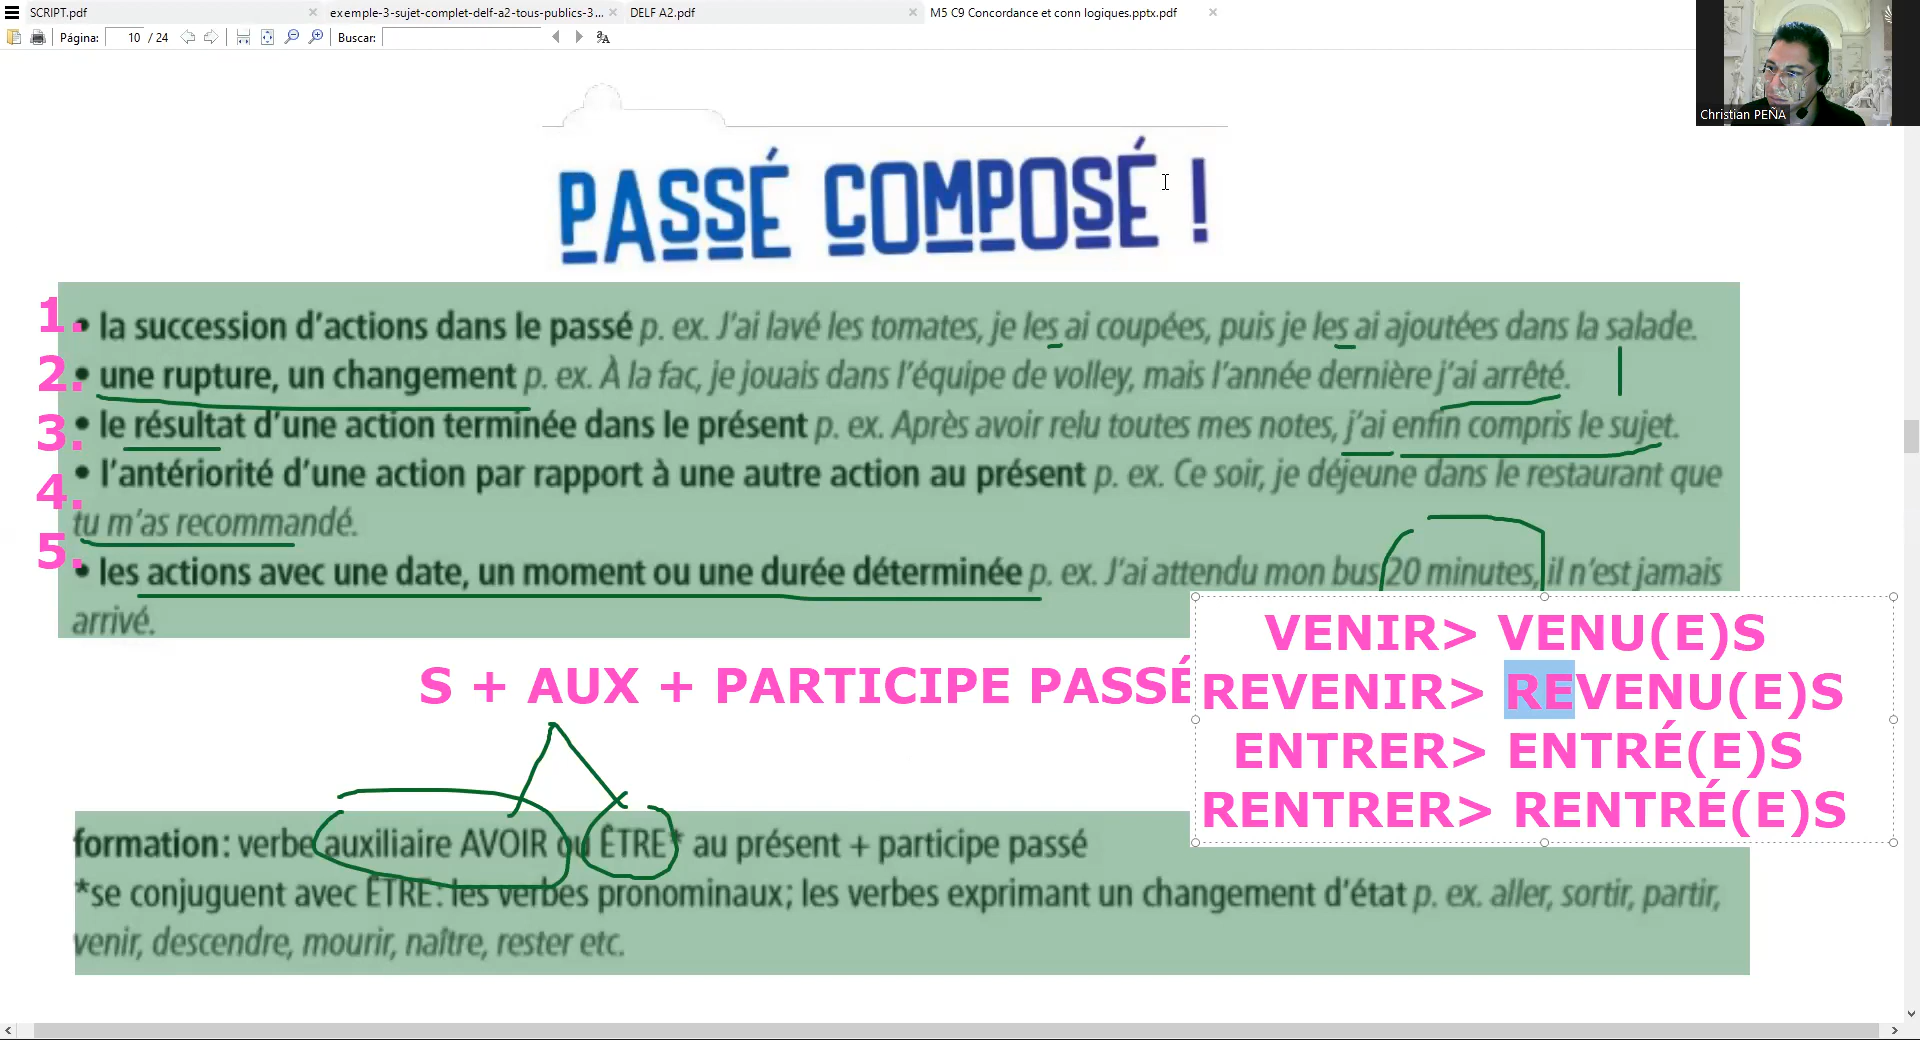 SCRIPT.pdf
exemple-3-sujet-complet-delf-a2-tous-publics-3...
DELF A2.pdf
M5 C9 Concordance et conn logiques.pptx.pdf
Página: 10 / 24 Buscar:
Christian PEÑA
PASSÉ COMPOSÉ !
1. • la succession d'actions dans le passé p. ex. J'ai lavé les tomates, je les ai coupées, puis je les ai ajoutées dans la salade.
2. • une rupture, un changement p. ex. À la fac, je jouais dans l'équipe de volley, mais l'année dernière j'ai arrêté.
3. • le résultat d'une action terminée dans le présent p. ex. Après avoir relu toutes mes notes, j'ai enfin compris le sujet.
4. • l'antériorité d'une action par rapport à une autre action au présent p. ex. Ce soir, je déjeune dans le restaurant que
tu m'as recommandé.
5. • les actions avec une date, un moment ou une durée déterminée p. ex. J'ai attendu mon bus 20 minutes, il n'est jamais
arrivé.
S + AUX + PARTICIPE PASSÉ
VENIR> VENU(E)S
REVENIR> REVENU(E)S
ENTRER> ENTRÉ(E)S
RENTRER> RENTRÉ(E)S
formation : verbe auxiliaire AVOIR ou ÊTRE* au présent + participe passé
*se conjuguent avec ÊTRE : les verbes pronominaux ; les verbes exprimant un changement d'état p. ex. aller, sortir, partir,
venir, descendre, mourir, naître, rester etc.